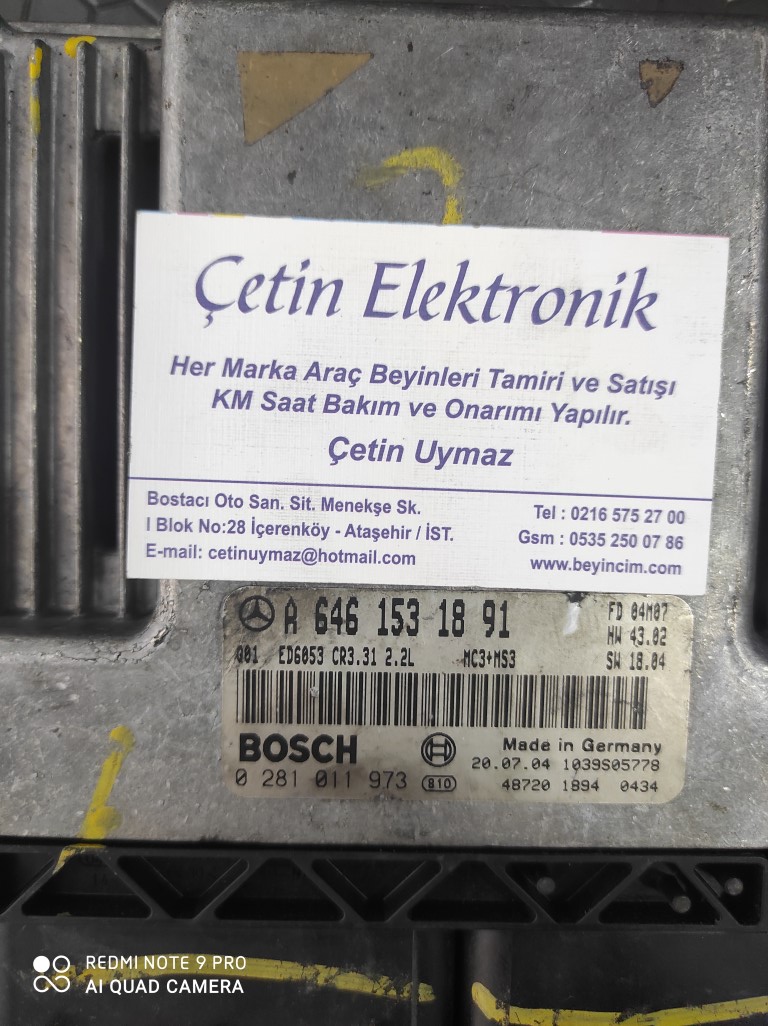 Çetin Elektronik
Her Marka Araç Beyinleri Tamiri ve Satışı
KM Saat Bakım ve Onarımı Yapılır.
Çetin Uymaz
Bostacı Oto San. Sit. Menekşe Sk.
I Blok No:28 İçerenköy - Ataşehir / İST.
E-mail: cetinuymaz@hotmail.com
Tel : 0216 575 27 00
Gsm : 0535 250 07 86
www.beyincim.com
A 646 153 18 91
FD 04M07
HW 43.02
G01 ED6053 CR3.31 2.2L MC3+MS3
SW 18.04
BOSCH
Made in Germany
20.07.04 1039S05778
0 281 011 973 810
48720 1894 0434
REDMI NOTE 9 PRO
AI QUAD CAMERA